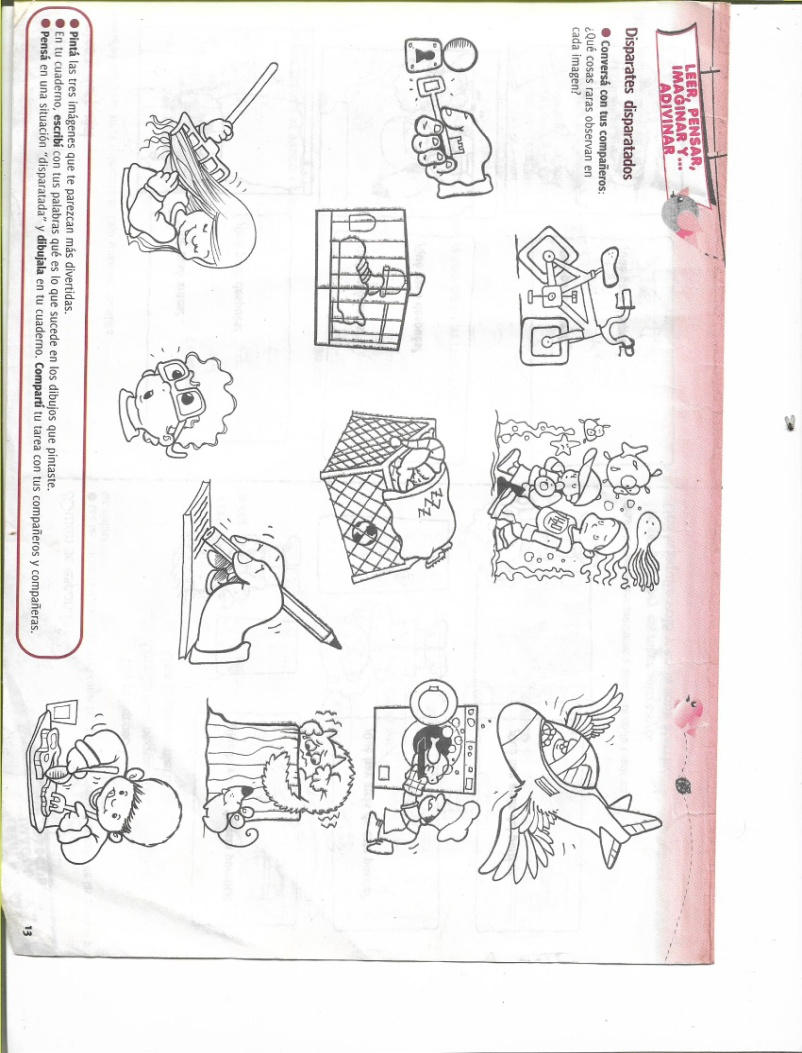 LEER, PENSAR,
IMAGINAR Y...
ADIVINAR
Disparates disparatados
● Conversá con tus compañeros:
¿Qué cosas raras observan en
cada imagen?
ZZZ
● Pintá las tres imágenes que te parezcan más divertidas.
● En tu cuaderno, escribí con tus palabras qué es lo que sucede en los dibujos que pintaste.
● Pensá en una situación "disparatada" y dibujala en tu cuaderno. Compartí tu tarea con tus compañeros y compañeras.
13